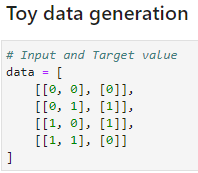 Toy data generation
# Input and Target value
data = [
    [[0, 0], [0]],
    [[0, 1], [1]],
    [[1, 0], [1]],
    [[1, 1], [0]]
]